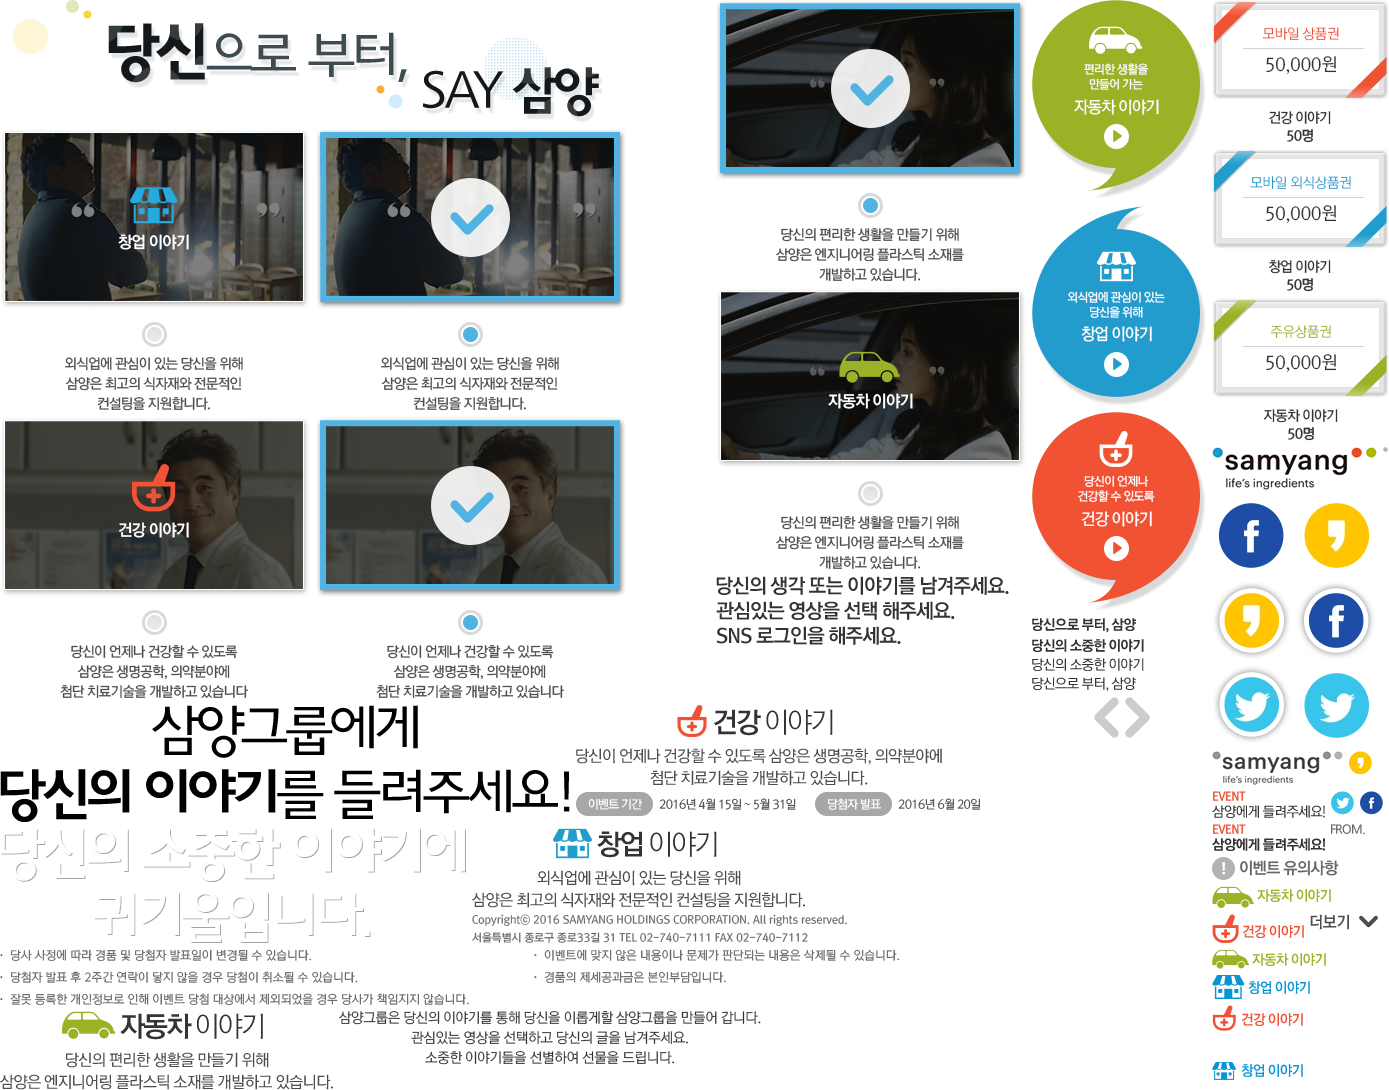 당신으로 부터,
SAY 삼양
창업 이야기
외식업에 관심이 있는 당신을 위해
삼양은 최고의 식자재와 전문적인
컨설팅을 지원합니다.
외식업에 관심이 있는 당신을 위해
삼양은 최고의 식자재와 전문적인
컨설팅을 지원합니다.
건강 이야기
당신이 언제나 건강할 수 있도록
삼양은 생명공학, 의약분야에
첨단 치료기술을 개발하고 있습니다
당신이 언제나 건강할 수 있도록
삼양은 생명공학, 의약분야에
첨단 치료기술을 개발하고 있습니다
당신의 편리한 생활을 만들기 위해
삼양은 엔지니어링 플라스틱 소재를
개발하고 있습니다.
자동차 이야기
당신의 편리한 생활을 만들기 위해
삼양은 엔지니어링 플라스틱 소재를
개발하고 있습니다.
당신의 생각 또는 이야기를 남겨주세요.
관심있는 영상을 선택 해주세요.
SNS 로그인을 해주세요.
편리한 생활을
만들어 가는
자동차 이야기
외식업에 관심이 있는
당신을 위해
창업 이야기
당신이 언제나
건강할 수 있도록
건강 이야기
당신으로 부터, 삼양
당신의 소중한 이야기
당신의 소중한 이야기
당신으로 부터, 삼양
모바일 상품권
50,000원
건강 이야기
50명
모바일 외식상품권
50,000원
창업 이야기
50명
주유상품권
50,000원
자동차 이야기
50명
samyang
life's ingredients
samyang
life's ingredients
EVENT
삼양에게 들려주세요!
EVENT
FROM.
삼양에게 들려주세요!
이벤트 유의사항
자동차 이야기
건강 이야기
더보기
자동차 이야기
창업 이야기
건강 이야기
창업 이야기
삼양그룹에게
당신의 이야기를 들려주세요!
당신의 소중한 이야기에
귀기울입니다.
건강 이야기
당신이 언제나 건강할 수 있도록 삼양은 생명공학, 의약분야에
첨단 치료기술을 개발하고 있습니다.
이벤트 기간 2016년 4월 15일 ~ 5월 31일 당첨자 발표 2016년 6월 20일
창업 이야기
외식업에 관심이 있는 당신을 위해
삼양은 최고의 식자재와 전문적인 컨설팅을 지원합니다.
Copyrightⓒ 2016 SAMYANG HOLDINGS CORPORATION. All rights reserved.
서울특별시 종로구 종로33길 31 TEL 02-740-7111 FAX 02-740-7112
· 당사 사정에 따라 경품 및 당첨자 발표일이 변경될 수 있습니다.
· 당첨자 발표 후 2주간 연락이 닿지 않을 경우 당첨이 취소될 수 있습니다.
· 잘못 등록한 개인정보로 인해 이벤트 당첨 대상에서 제외되었을 경우 당사가 책임지지 않습니다.
· 이벤트에 맞지 않은 내용이나 문제가 판단되는 내용은 삭제될 수 있습니다.
· 경품의 제세공과금은 본인부담입니다.
자동차 이야기
당신의 편리한 생활을 만들기 위해
삼양은 엔지니어링 플라스틱 소재를 개발하고 있습니다.
삼양그룹은 당신의 이야기를 통해 당신을 이롭게할 삼양그룹을 만들어 갑니다.
관심있는 영상을 선택하고 당신의 글을 남겨주세요.
소중한 이야기들을 선별하여 선물을 드립니다.